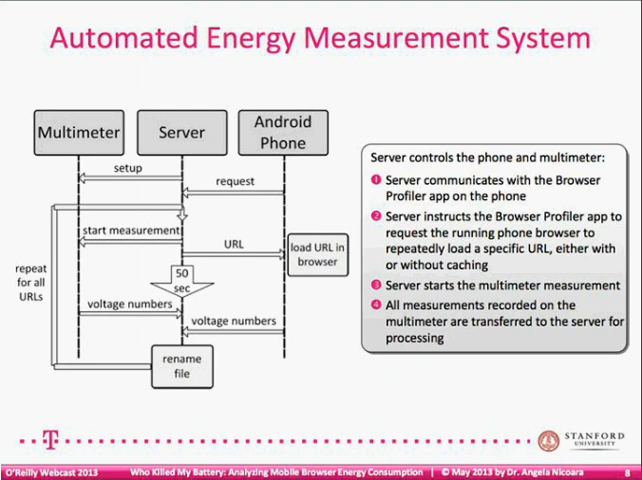 Automated Energy Measurement System
Multimeter
Server
Android
Phone
setup
request
start measurement
URL
load URL in
browser
50
sec
repeat
for all
URLs
voltage numbers
voltage numbers
rename
file
Server controls the phone and multimeter:
1 Server communicates with the Browser
Profiler app on the phone
2 Server instructs the Browser Profiler app to
request the running phone browser to
repeatedly load a specific URL, either with
or without caching
3 Server starts the multimeter measurement
4 All measurements recorded on the
multimeter are transferred to the server for
processing
T
STANFORD
UNIVERSITY
O'Reilly Webcast 2013 Who Killed My Battery: Analyzing Mobile Browser Energy Consumption | © May 2013 by Dr. Angela Nicoara 8